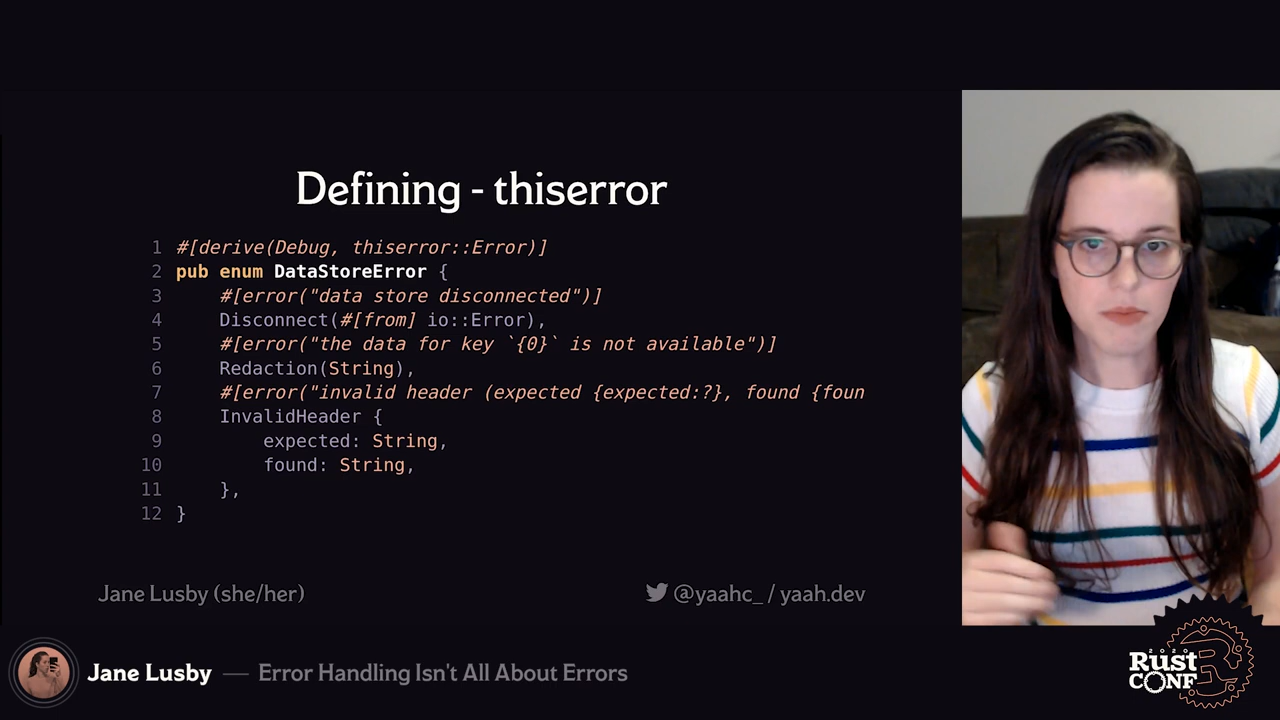 Defining - thiserror
1 #[derive(Debug, thiserror::Error)]
2 pub enum DataStoreError {
3     #[error("data store disconnected")]
4     Disconnect(#[from] io::Error),
5     #[error("the data for key `{0}` is not available")]
6     Redaction(String),
7     #[error("invalid header (expected {expected:?}, found {foun
8     InvalidHeader {
9         expected: String,
10         found: String,
11     },
12 }
Jane Lusby (she/her)
@yaahc_ / yaah.dev
Jane Lusby — Error Handling Isn't All About Errors
2020
Rust
CONF